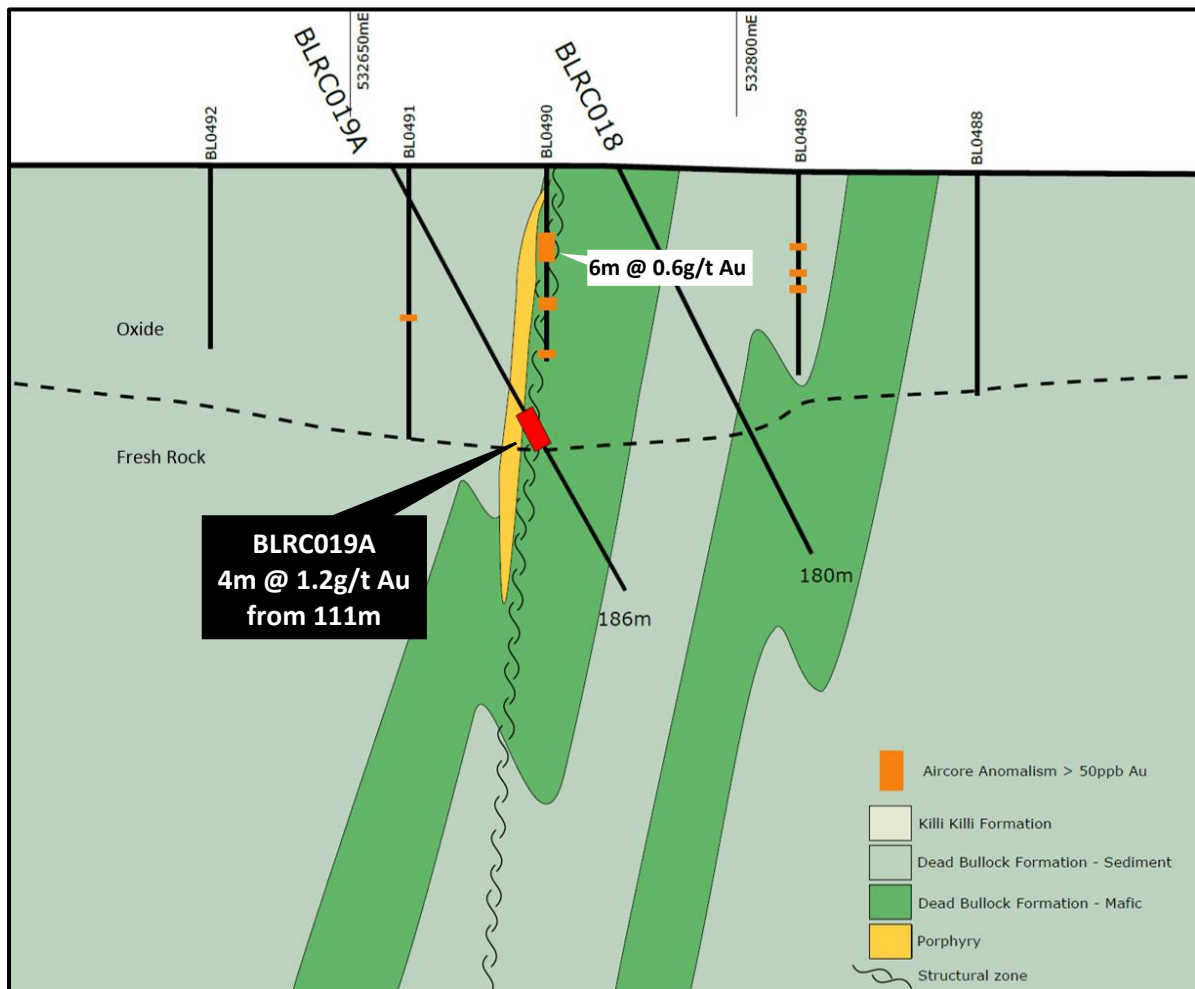 532650mE
532800mE
BLRC019A
BLRC018
BL0492
BL0491
BL0490
BL0489
BL0488
6m @ 0.6g/t Au
Oxide
Fresh Rock
BLRC019A
4m @ 1.2g/t Au
from 111m
180m
186m
Aircore Anomalism > 50ppb Au
Killi Killi Formation
Dead Bullock Formation - Sediment
Dead Bullock Formation - Mafic
Porphyry
Structural zone